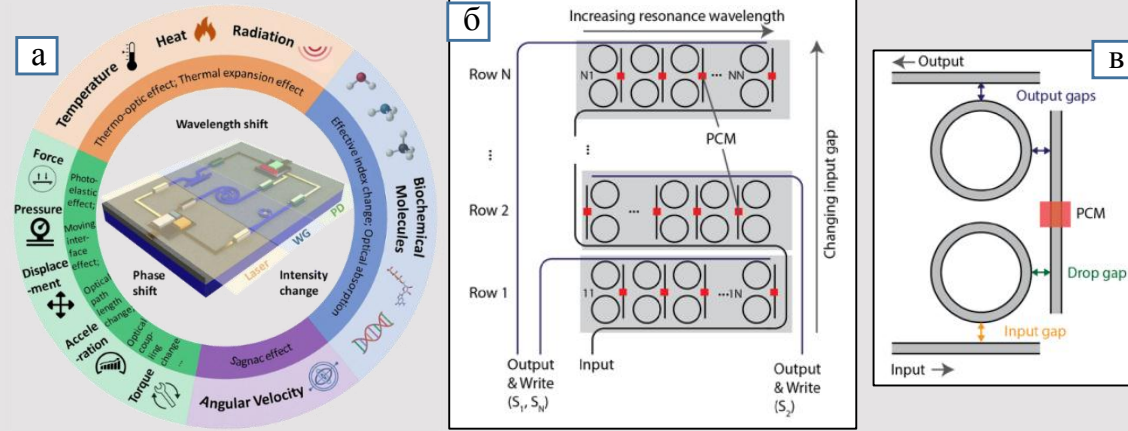 а
Temperature
Heat
Radiation
Thermo-optic effect; Thermal expansion effect
Wavelength shift
Effective index change; Optical absorption
Biochemical
Molecules
Force
Pressure
Displace
-ment
Accele
-ration
Torque
Photo-
elastic
effect;
Moving
inter-
face
effect;
Optical
path
length
change;
Optical
coup-
ling
change
...
PD
WG
Laser
Phase
shift
Intensity
change
Sagnac effect
Angular Velocity
б
Increasing resonance wavelength
Row N
N1
...
NN
PCM
...
...
Row 2
...
Row 1
11
...1N
Changing input gap
Output
& Write
(S1, SN)
Input
Output
& Write
(S2)
в
Output
Output gaps
PCM
Drop gap
Input gap
Input